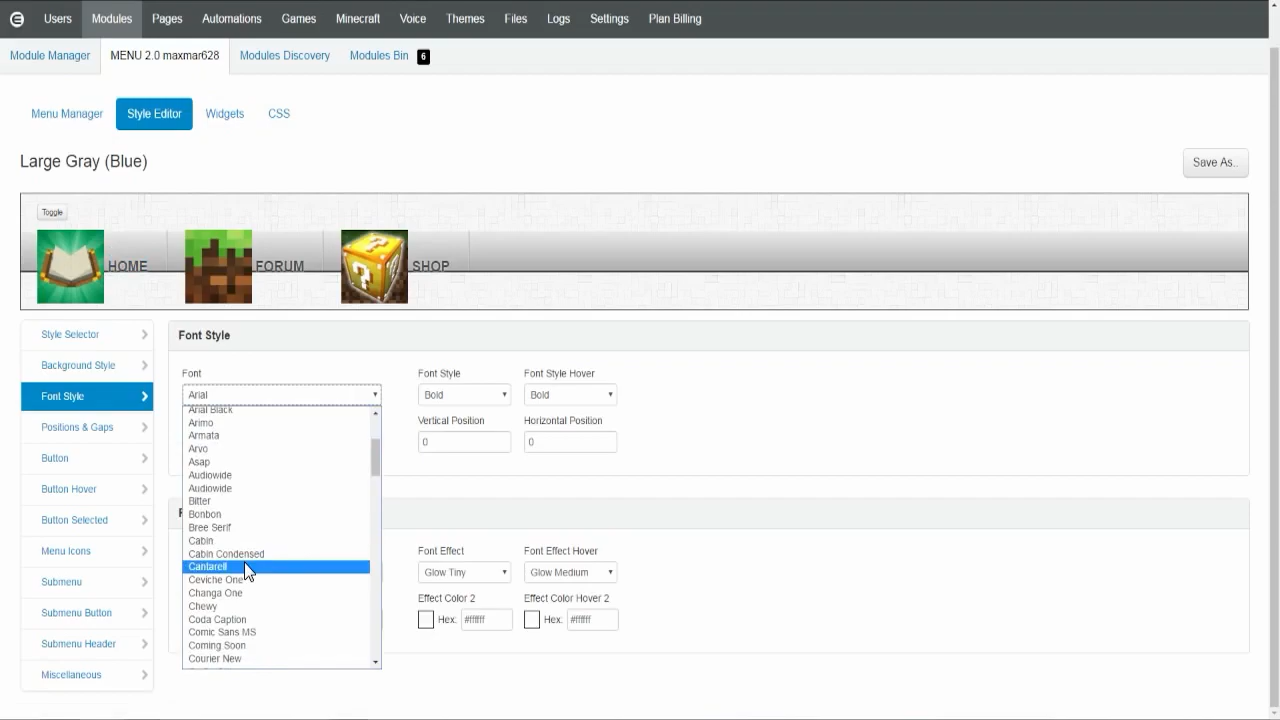 Users Modules Pages Automations Games Minecraft Voice Themes Files Logs Settings Plan Billing
Module Manager MENU 2.0 maxmar628 Modules Discovery Modules Bin 6
Menu Manager Style Editor Widgets CSS
Large Gray (Blue) Save As..
Toggle
HOME FORUM SHOP
Style Selector
Background Style
Font Style
Positions & Gaps
Button
Button Hover
Button Selected
Menu Icons
Submenu
Submenu Button
Submenu Header
Miscellaneous
Font Style
Font
Arial
Arial Black
Arimo
Armata
Arvo
Asap
Audiowide
Audiowide
Bitter
Bonbon
Bree Serif
Cabin
Cabin Condensed
Cantarell
Ceviche One
Changa One
Chewy
Coda Caption
Comic Sans MS
Coming Soon
Courier New
Font Style Font Style Hover
Bold Bold
Vertical Position Horizontal Position
0 0
Font Effect Font Effect Hover
Glow Tiny Glow Medium
Effect Color 2 Effect Color Hover 2
Hex: #ffffff Hex: #ffffff